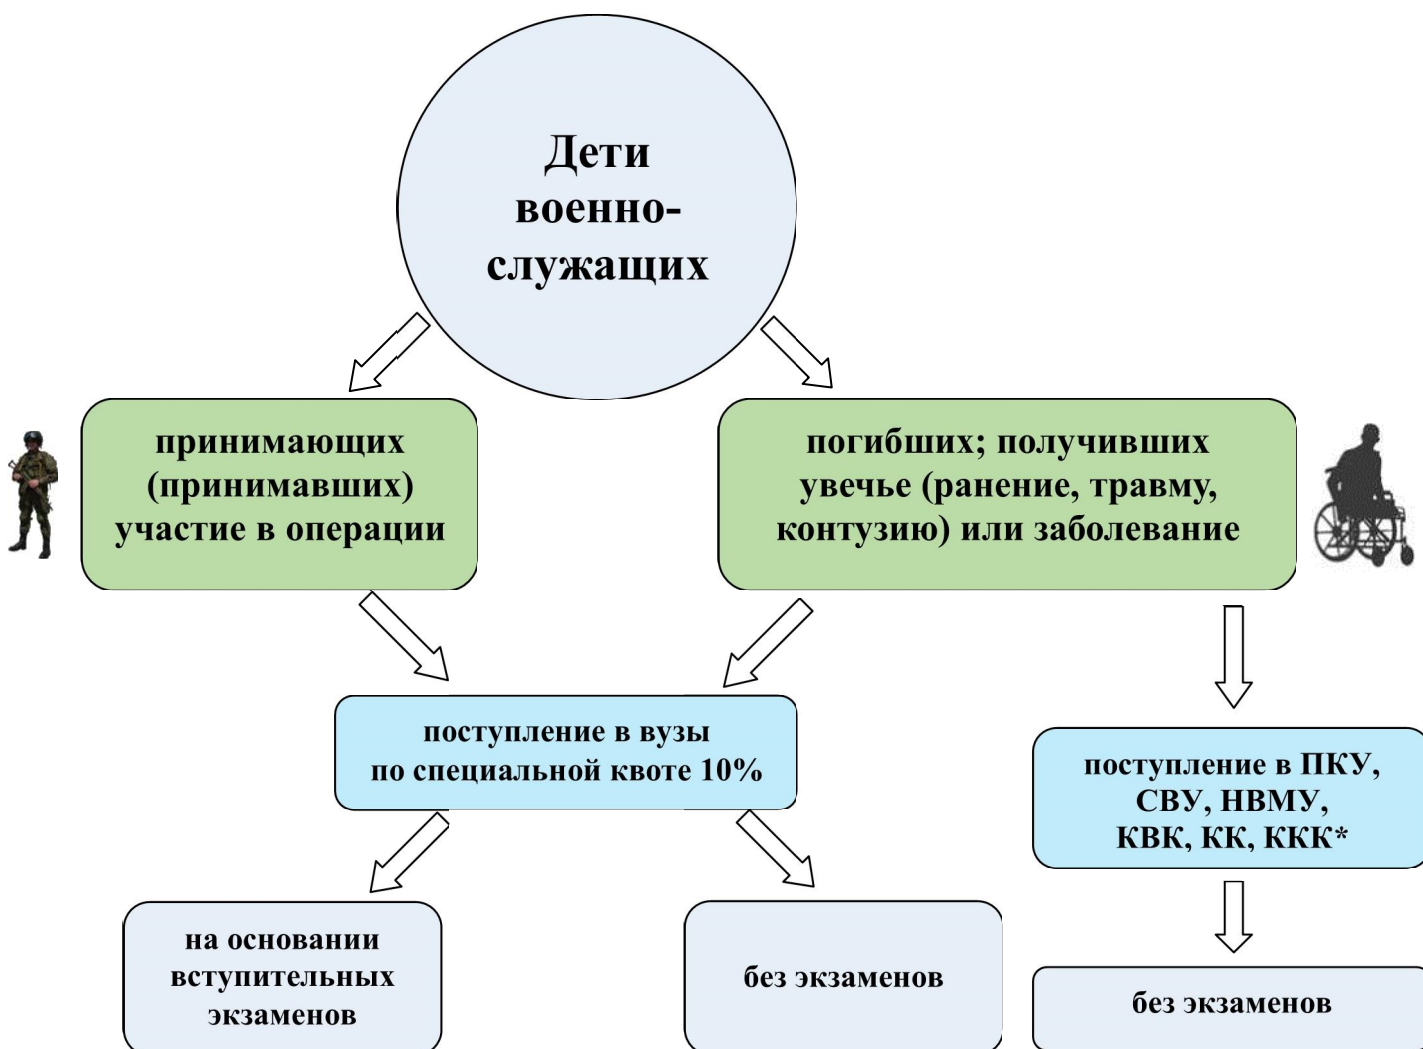 Дети
военно-
служащих
принимающих
(принимавших)
участие в операции
погибших; получивших
увечье (ранение, травму,
контузию) или заболевание
поступление в вузы
по специальной квоте 10%
поступление в ПКУ,
СВУ, НВМУ,
КВК, КК, ККК*
на основании
вступительных
экзаменов
без экзаменов
без экзаменов